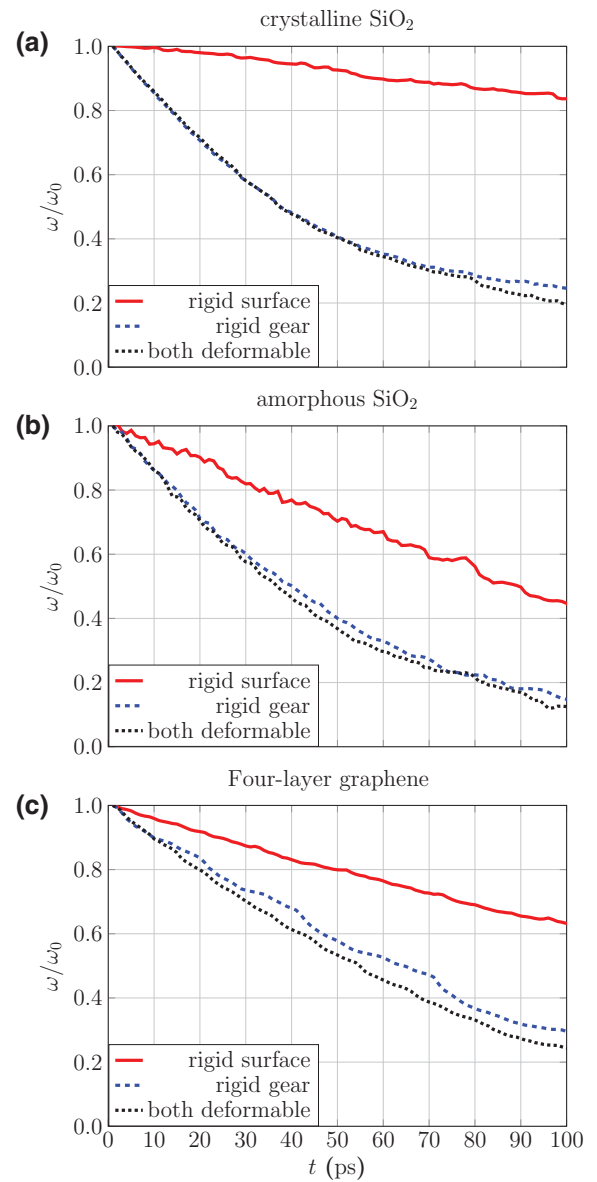 (a)
crystalline SiO₂
1.0
0.8
0.6
0.4
0.2
0.0
ω/ω₀
rigid surface
rigid gear
both deformable
(b)
amorphous SiO₂
1.0
0.8
0.6
0.4
0.2
0.0
ω/ω₀
rigid surface
rigid gear
both deformable
(c)
Four-layer graphene
1.0
0.8
0.6
0.4
0.2
0.0
ω/ω₀
rigid surface
rigid gear
both deformable
0 10 20 30 40 50 60 70 80 90 100
t (ps)